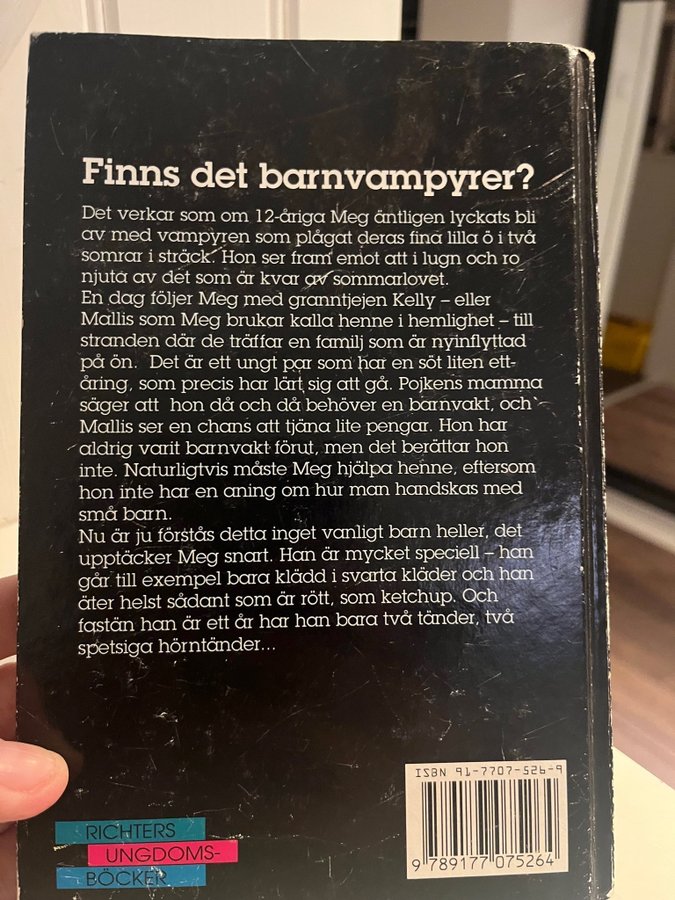 Finns det barnvampyrer?
Det verkar som om 12-åriga Meg äntligen lyckats bli
av med vampyren som plågat deras fina lilla ö i två
somrar i sträck. Hon ser fram emot att i lugn och ro
njuta av det som är kvar av sommarlovet.
En dag följer Meg med granntjejen Kelly – eller
Mallis som Meg brukar kalla henne i hemlighet – till
stranden där de träffar en familj som är nyinflyttad
på ön. Det är ett ungt par som har en söt liten ett-
åring, som precis har lärt sig att gå. Pojkens mamma
säger att hon då och då behöver en barnvakt, och
Mallis ser en chans att tjäna lite pengar. Hon har
aldrig varit barnvakt förut, men det berättar hon
inte. Naturligtvis måste Meg hjälpa henne, eftersom
hon inte har en aning om hur man handskas med
små barn.
Nu är ju förstås detta inget vanligt barn heller, det
upptäcker Meg snart. Han är mycket speciell – han
går till exempel bara klädd i svarta kläder och han
äter helst sådant som är rött, som ketchup. Och
fastän han är ett år har han bara två tänder, två
spetsiga hörntänder...
ISBN 91-7707-526-9
9 789177 075264
RICHTERS
UNGDOMS-
BÖCKER